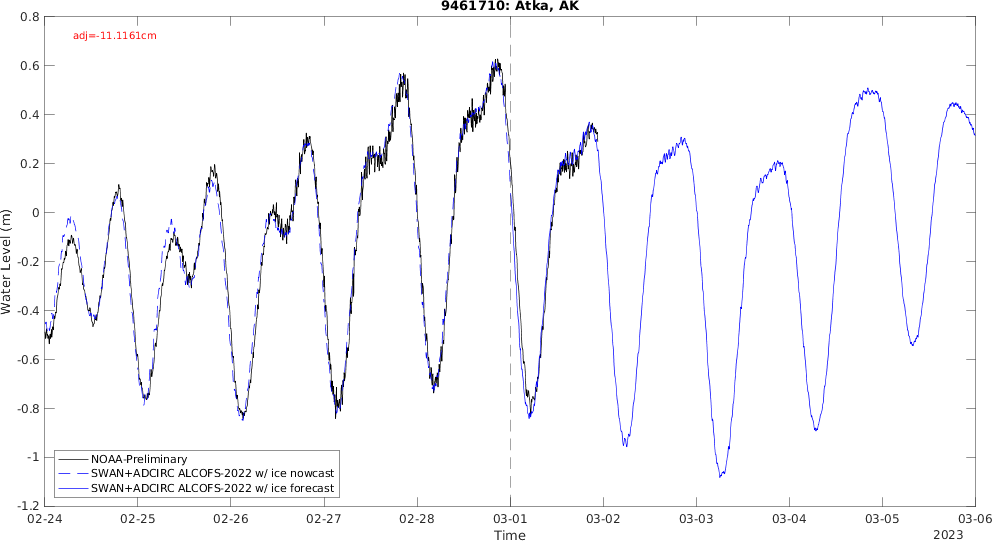 9461710: Atka, AK
adj=-11.1161cm
0.8
0.6
0.4
0.2
0
-0.2
-0.4
-0.6
-0.8
-1
-1.2
Water Level (m)
NOAA-Preliminary
SWAN+ADCIRC ALCOFS-2022 w/ ice nowcast
SWAN+ADCIRC ALCOFS-2022 w/ ice forecast
02-24 02-25 02-26 02-27 02-28 03-01 03-02 03-03 03-04 03-05 03-06
Time
2023